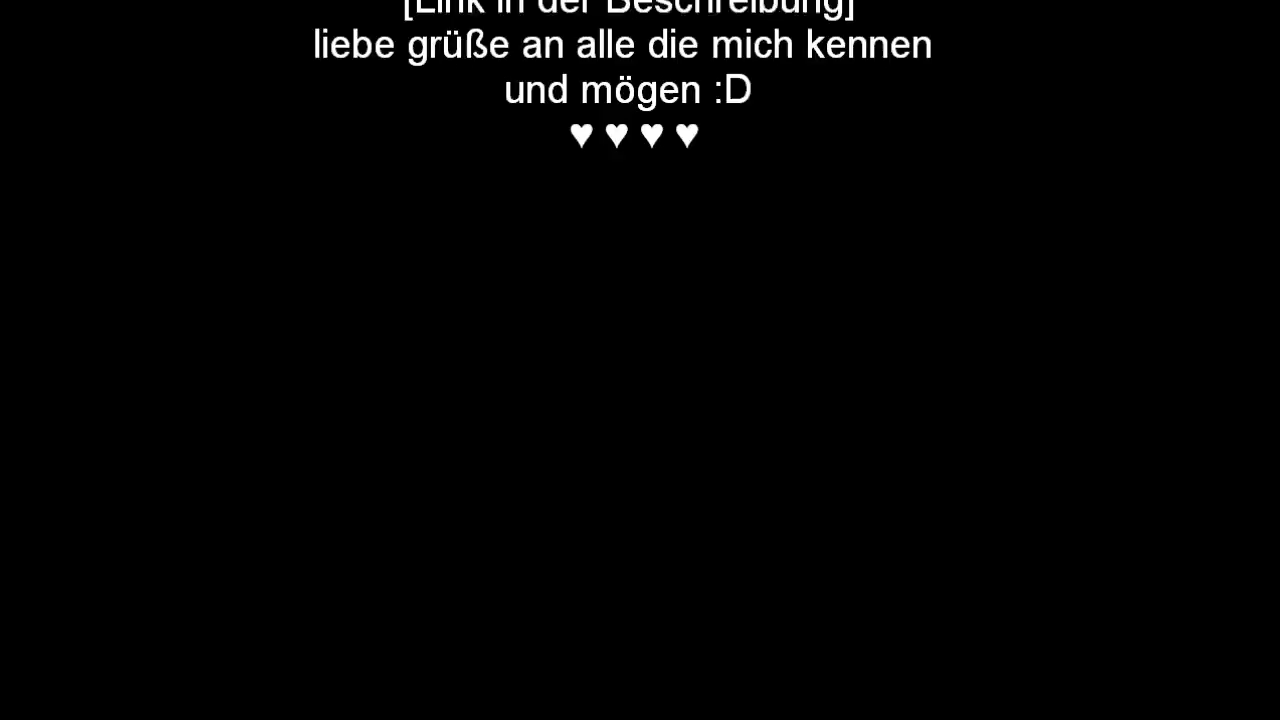 [Link in der Beschreibung]
liebe grüße an alle die mich kennen
und mögen :D
♥ ♥ ♥ ♥